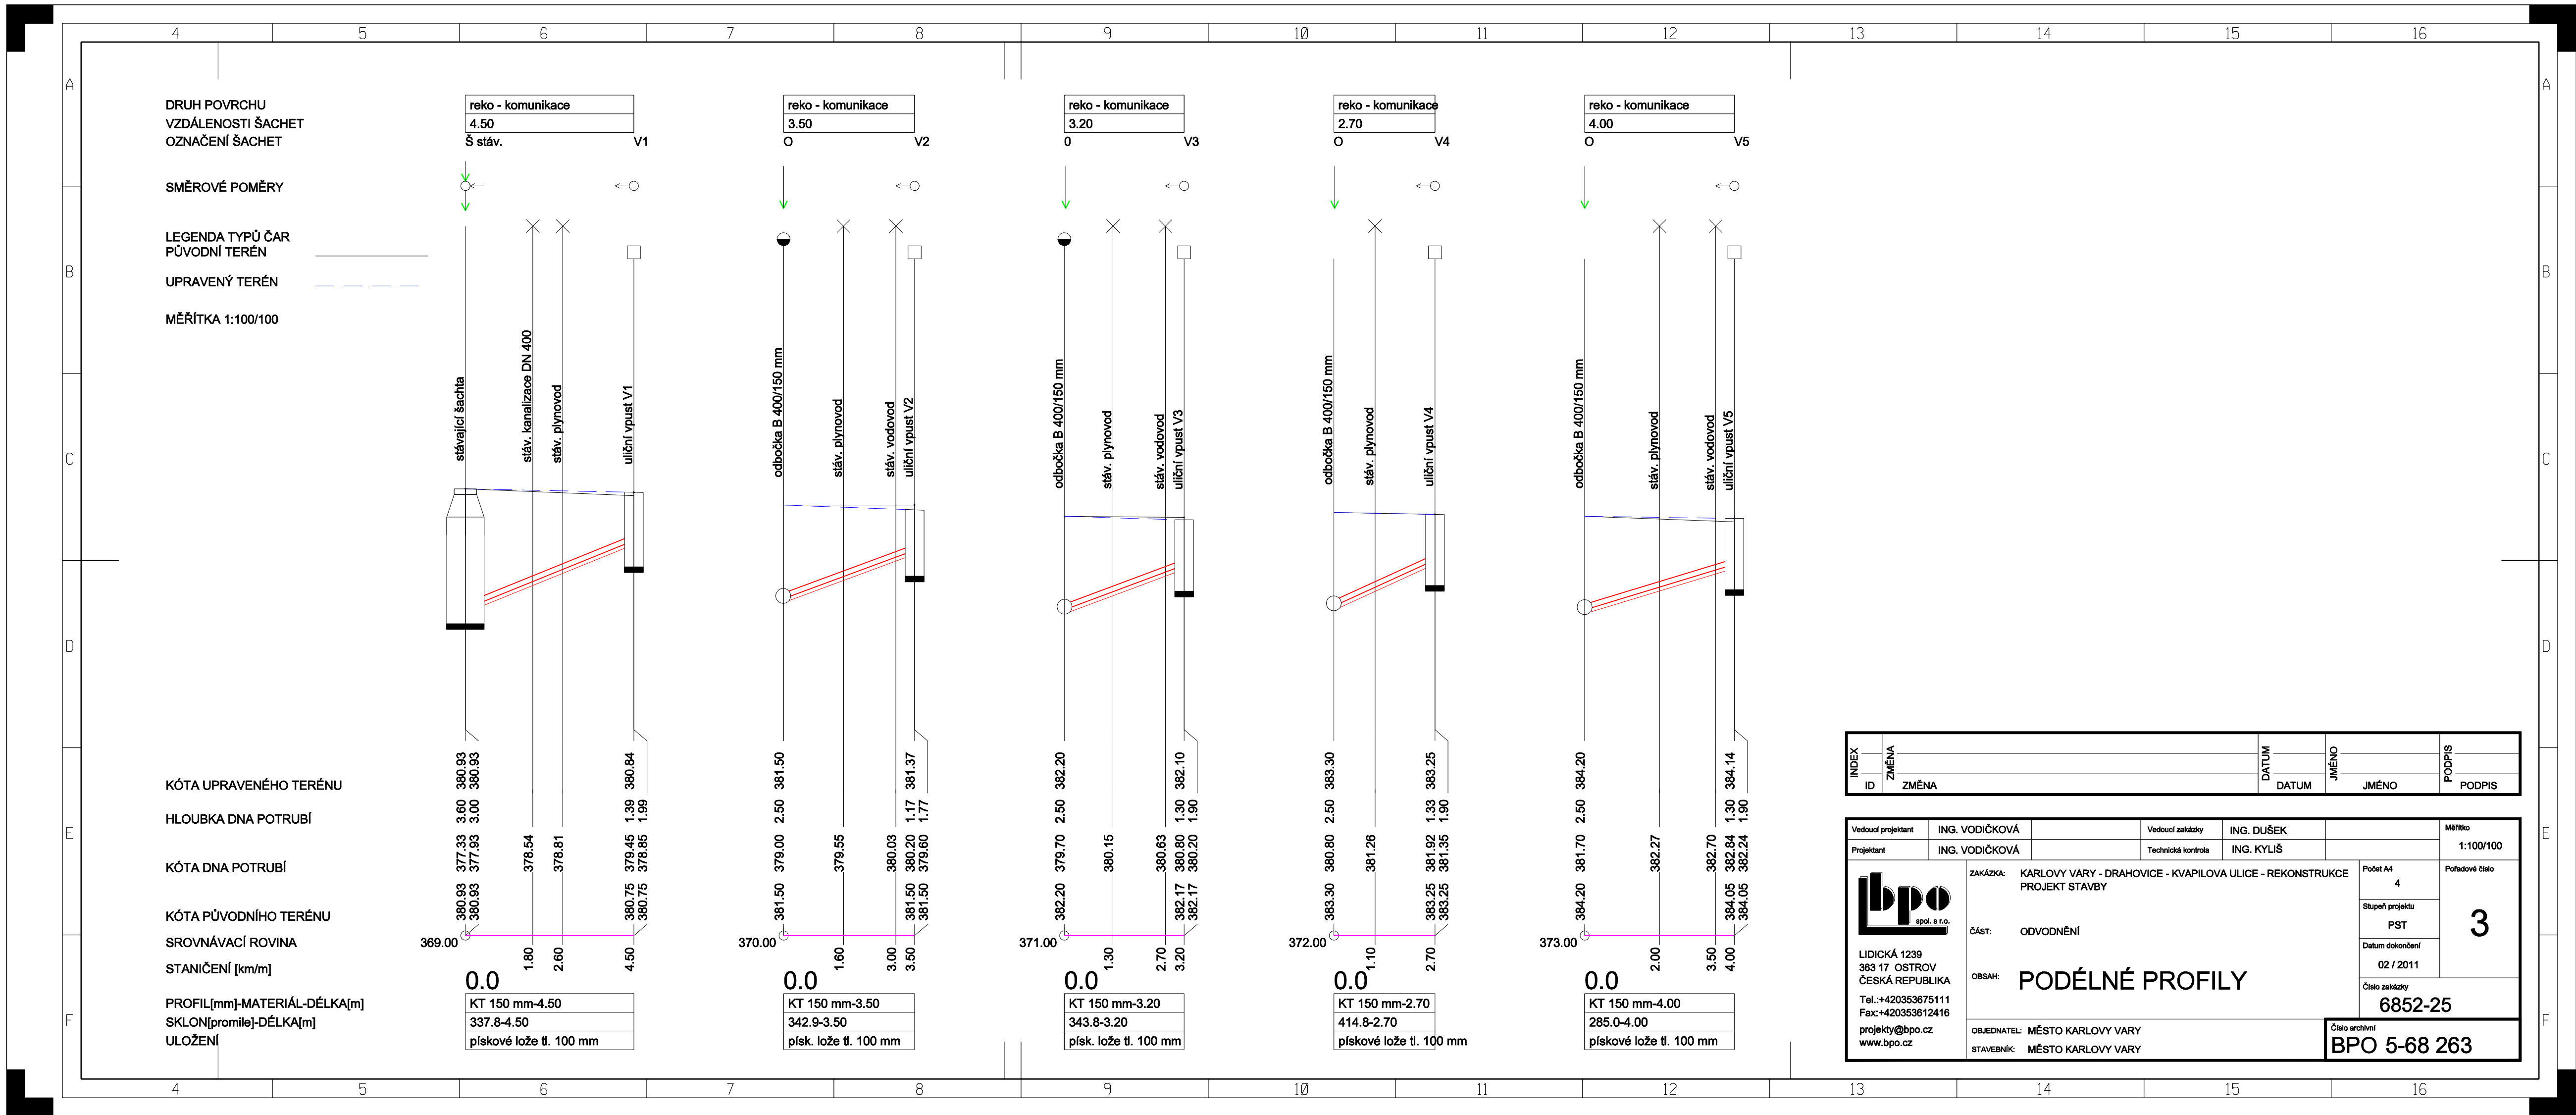 4 5 6 7 8 9 10 11 12 13 14 15 16
A A
B B
C C
D D
E E
F F
DRUH POVRCHU
VZDÁLENOSTI ŠACHET
OZNAČENÍ ŠACHET
SMĚROVÉ POMĚRY
LEGENDA TYPŮ ČAR
PŮVODNÍ TERÉN
UPRAVENÝ TERÉN
MĚŘÍTKA 1:100/100
KÓTA UPRAVENÉHO TERÉNU
HLOUBKA DNA POTRUBÍ
KÓTA DNA POTRUBÍ
KÓTA PŮVODNÍHO TERÉNU
SROVNÁVACÍ ROVINA
STANIČENÍ [km/m]
PROFIL[mm]-MATERIÁL-DÉLKA[m]
SKLON[promile]-DÉLKA[m]
ULOŽENÍ
reko - komunikace
4.50
Š stáv. V1
stávající šachta
stáv. kanalizace DN 400
stáv. plynovod
uliční vpust V1
380.93 380.93 380.84
3.60 3.00 1.39 1.99
377.33 377.93 378.54 378.81 379.45 378.85
380.93 380.93 380.75 380.75
369.00
0.0 1.80 2.60 4.50
KT 150 mm-4.50
337.8-4.50
pískové lože tl. 100 mm
reko - komunikace
3.50
O V2
odbočka B 400/150 mm
stáv. plynovod
stáv. vodovod
uliční vpust V2
381.50 381.37
2.50 1.17 1.77
379.00 379.55 380.03 380.20 379.60
381.50 381.50 381.50
370.00
0.0 1.60 3.00 3.50
KT 150 mm-3.50
342.9-3.50
písk. lože tl. 100 mm
reko - komunikace
3.20
0 V3
odbočka B 400/150 mm
stáv. plynovod
stáv. vodovod
uliční vpust V3
382.20 382.10
2.50 1.30 1.90
379.70 380.15 380.63 380.80 380.20
382.20 382.17 382.17
371.00
0.0 1.30 2.70 3.20
KT 150 mm-3.20
343.8-3.20
písk. lože tl. 100 mm
reko - komunikace
2.70
O V4
odbočka B 400/150 mm
stáv. plynovod
uliční vpust V4
383.30 383.25
2.50 1.33 1.90
380.80 381.26 381.92 381.35
383.30 383.25 383.25
372.00
0.0 1.10 2.70
KT 150 mm-2.70
414.8-2.70
pískové lože tl. 100 mm
reko - komunikace
4.00
O V5
odbočka B 400/150 mm
stáv. plynovod
stáv. vodovod
uliční vpust V5
384.20 384.14
2.50 1.30 1.90
381.70 382.27 382.70 382.84 382.24
384.20 384.05 384.05
373.00
0.0 2.00 3.50 4.00
KT 150 mm-4.00
285.0-4.00
pískové lože tl. 100 mm
INDEX ZMĚNA DATUM JMÉNO PODPIS
ID ZMĚNA DATUM JMÉNO PODPIS
Vedoucí projektant ING. VODIČKOVÁ Vedoucí zakázky ING. DUŠEK Měřítko
Projektant ING. VODIČKOVÁ Technická kontrola ING. KYLIŠ 1:100/100
bpo
spol. s r.o.
LIDICKÁ 1239
363 17 OSTROV
ČESKÁ REPUBLIKA
Tel.:+420353675111
Fax:+420353612416
projekty@bpo.cz
www.bpo.cz
ZAKÁZKA: KARLOVY VARY - DRAHOVICE - KVAPILOVA ULICE - REKONSTRUKCE
PROJEKT STAVBY
ČÁST: ODVODNĚNÍ
OBSAH: PODÉLNÉ PROFILY
OBJEDNATEL: MĚSTO KARLOVY VARY
STAVEBNÍK: MĚSTO KARLOVY VARY
Počet A4
4
Pořadové číslo
3
Stupeň projektu
PST
Datum dokončení
02 / 2011
Číslo zakázky
6852-25
Číslo archivní
BPO 5-68 263
4 5 6 7 8 9 10 11 12 13 14 15 16